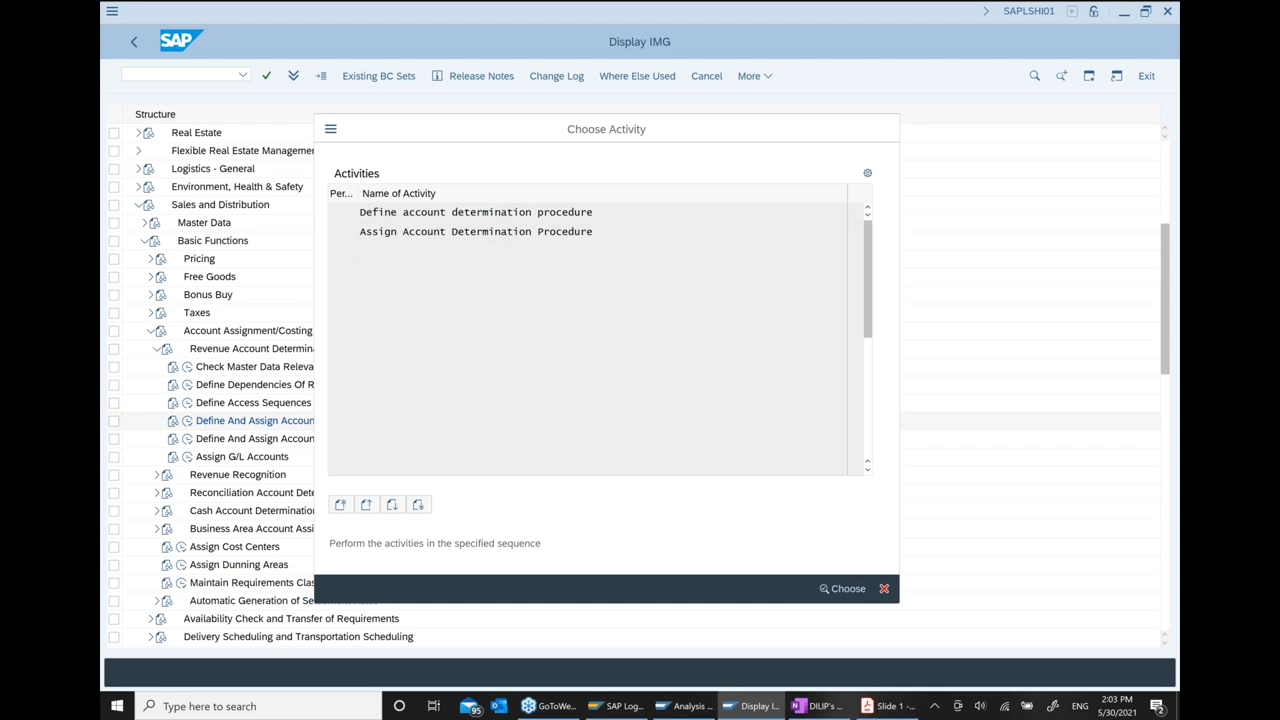 SAPLSHI01
SAP
Display IMG
Existing BC Sets
Release Notes
Change Log
Where Else Used
Cancel
More
Exit
Structure
Real Estate
Flexible Real Estate Managemen
Logistics - General
Environment, Health & Safety
Sales and Distribution
Master Data
Basic Functions
Pricing
Free Goods
Bonus Buy
Taxes
Account Assignment/Costing
Revenue Account Determin
Check Master Data Releva
Define Dependencies Of R
Define Access Sequences
Define And Assign Accoun
Define And Assign Accoun
Assign G/L Accounts
Revenue Recognition
Reconciliation Account Dete
Cash Account Determination
Business Area Account Assi
Assign Cost Centers
Assign Dunning Areas
Maintain Requirements Clas
Automatic Generation of Se
Availability Check and Transfer of Requirements
Delivery Scheduling and Transportation Scheduling
Choose Activity
Activities
Per... Name of Activity
Define account determination procedure
Assign Account Determination Procedure
Perform the activities in the specified sequence
Choose
Type here to search
95
GoToWe...
SAP Log...
Analysis ...
Display I...
DILIP's ...
Slide 1 -...
ENG
2:03 PM
5/30/2021
2